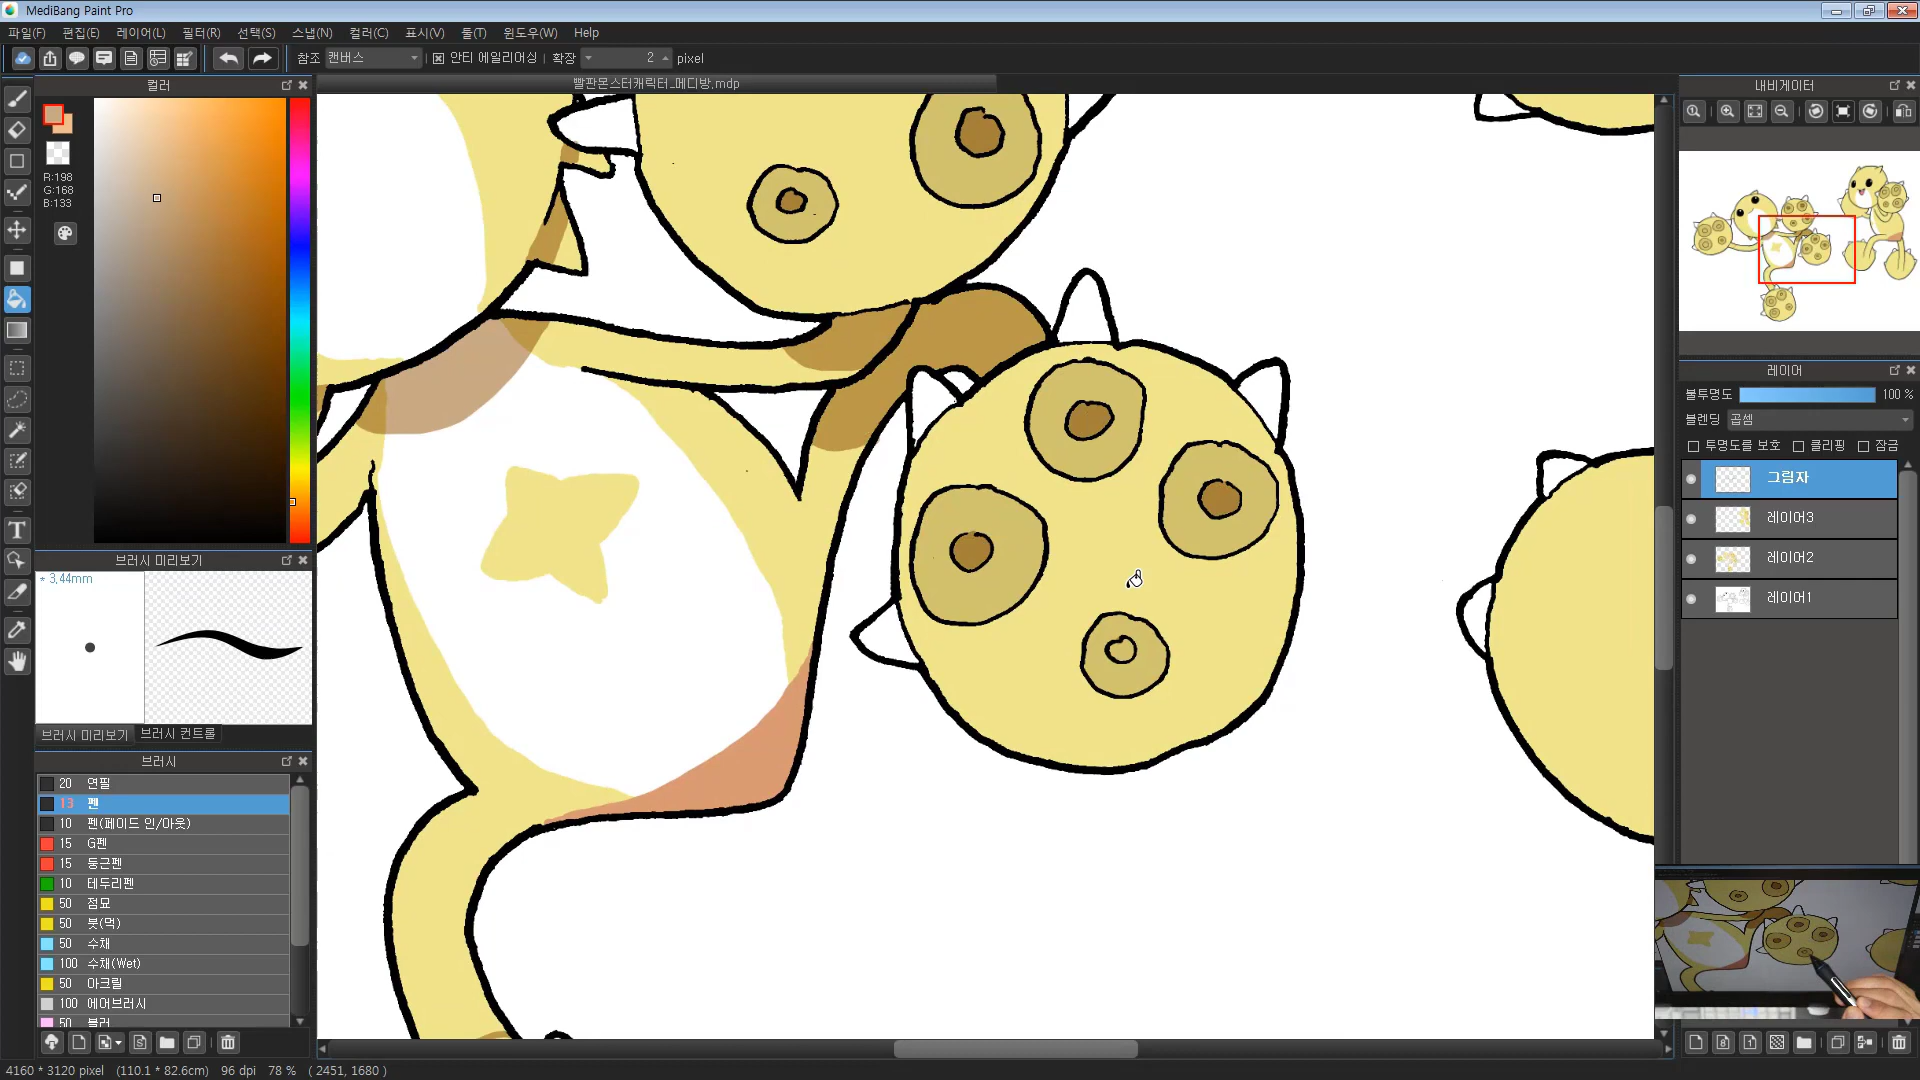 MediBang Paint Pro
파일(F) 편집(E) 레이어(L) 필터(R) 선택(S) 스냅(N) 컬러(C) 표시(V) 툴(T) 윈도우(W) Help
참조 캔버스 안티 에일리어싱 확장 2 pixel
컬러
빨판몬스터캐릭터_메디방.mdp
내비게이터
R:198
G:168
B:133
레이어
불투명도 100 %
블렌딩 곱셈
투명도를 보호 클리핑 잠금
그림자
레이어3
레이어2
레이어1
브러시 미리보기
* 3,44mm
브러시 미리보기 브러시 컨트롤
브러시
20 연필
13 펜
10 펜(페이드 인/아웃)
15 G펜
15 둥근펜
10 테두리펜
50 점묘
50 붓(먹)
50 수채
100 수채(Wet)
50 아크릴
100 에어브러시
50 블러
4160 * 3120 pixel (110.1 * 82.6cm) 96 dpi 78 % ( 2451, 1680 )